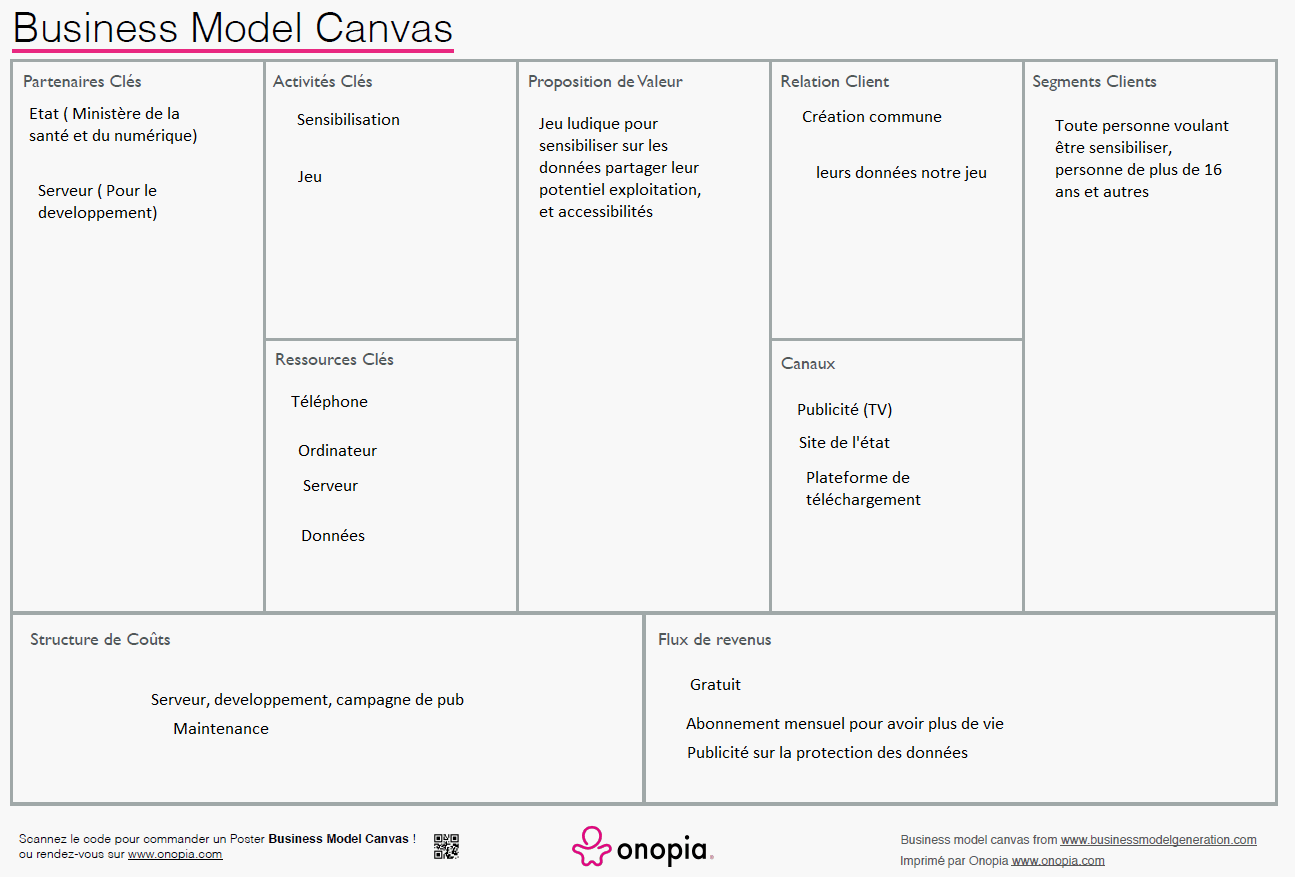 Business Model Canvas
Partenaires Clés
Etat ( Ministère de la
santé et du numérique)
Serveur ( Pour le
developpement)
Activités Clés
Sensibilisation
Jeu
Ressources Clés
Téléphone
Ordinateur
Serveur
Données
Proposition de Valeur
Jeu ludique pour
sensibiliser sur les
données partager leur
potentiel exploitation,
et accessibilités
Relation Client
Création commune
leurs données notre jeu
Canaux
Publicité (TV)
Site de l'état
Plateforme de
téléchargement
Segments Clients
Toute personne voulant
être sensibiliser,
personne de plus de 16
ans et autres
Structure de Coûts
Serveur, developpement, campagne de pub
Maintenance
Flux de revenus
Gratuit
Abonnement mensuel pour avoir plus de vie
Publicité sur la protection des données
Scannez le code pour commander un Poster Business Model Canvas !
ou rendez-vous sur www.onopia.com
onopia.
Business model canvas from www.businessmodelgeneration.com
Imprimé par Onopia www.onopia.com